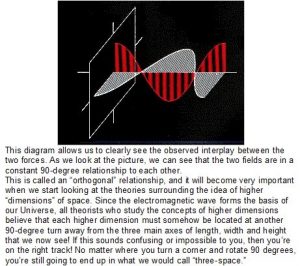 This diagram allows us to clearly see the observed interplay between the
two forces. As we look at the picture, we can see that the two fields are in a
constant 90-degree relationship to each other.
This is called an "orthogonal" relationship, and it will become very important
when we start looking at the theories surrounding the idea of higher
"dimensions" of space. Since the electromagnetic wave forms the basis of
our Universe, all theorists who study the concepts of higher dimensions
believe that each higher dimension must somehow be located at another
90-degree turn away from the three main axes of length, width and height
that we now see! If this sounds confusing or impossible to you, then you're
on the right track! No matter where you turn a corner and rotate 90 degrees,
you're still going to end up in what we would call "three-space."